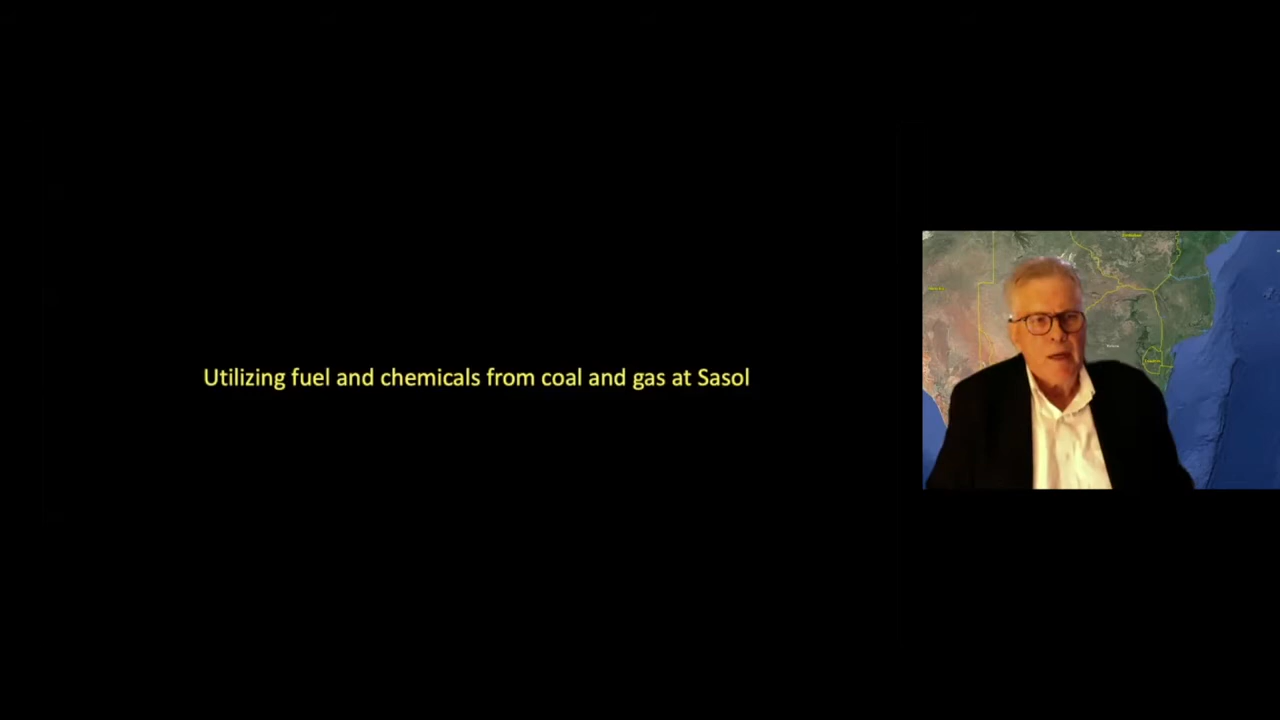 Utilizing fuel and chemicals from coal and gas at Sasol